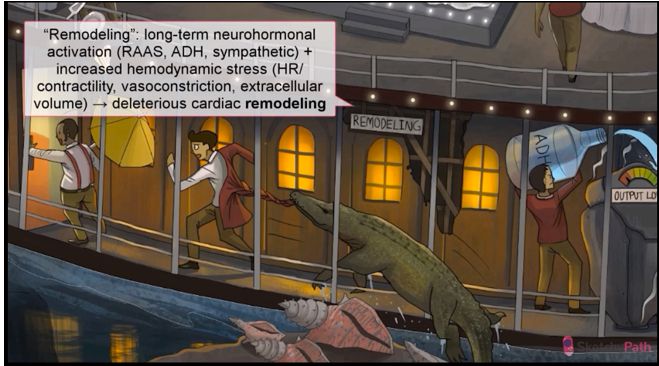 “Remodeling”: long-term neurohormonal
activation (RAAS, ADH, sympathetic) +
increased hemodynamic stress (HR/
contractility, vasoconstriction, extracellular
volume) → deleterious cardiac remodeling
REMODELING
ADH
OUTPUT LO
SketchyPath